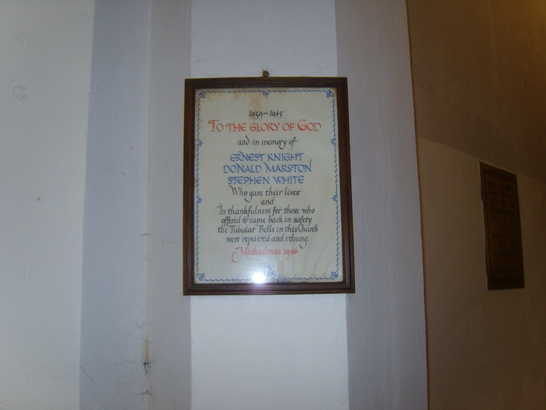 1939-1945
TO THE GLORY OF GOD
and in memory of
ERNEST KNIGHT
DONALD MARSTON
STEPHEN WHITE
Who gave their lives
and
In thankfulness for those who
offered & came back in safety
the Tubular Bells in this Church
were repaired and rehung
Michaelmas 1946